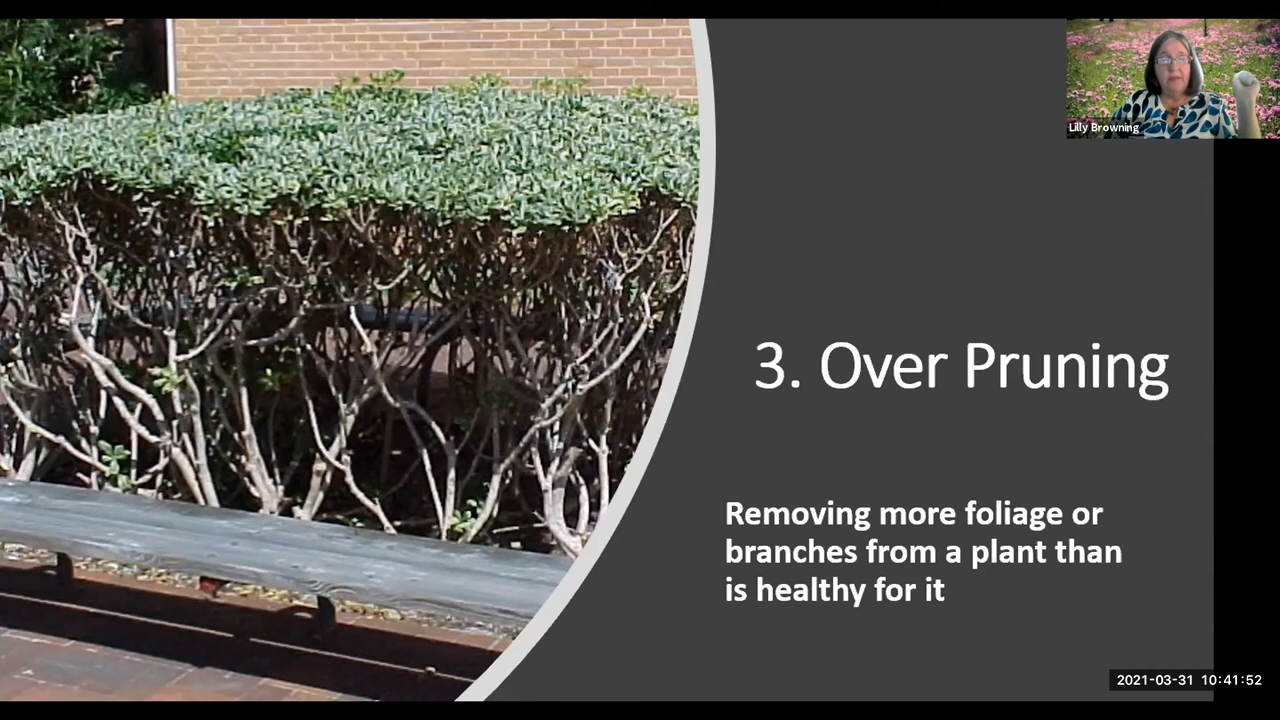 Lilly Browning
3. Over Pruning
Removing more foliage or
branches from a plant than
is healthy for it
2021-03-31 10:41:52